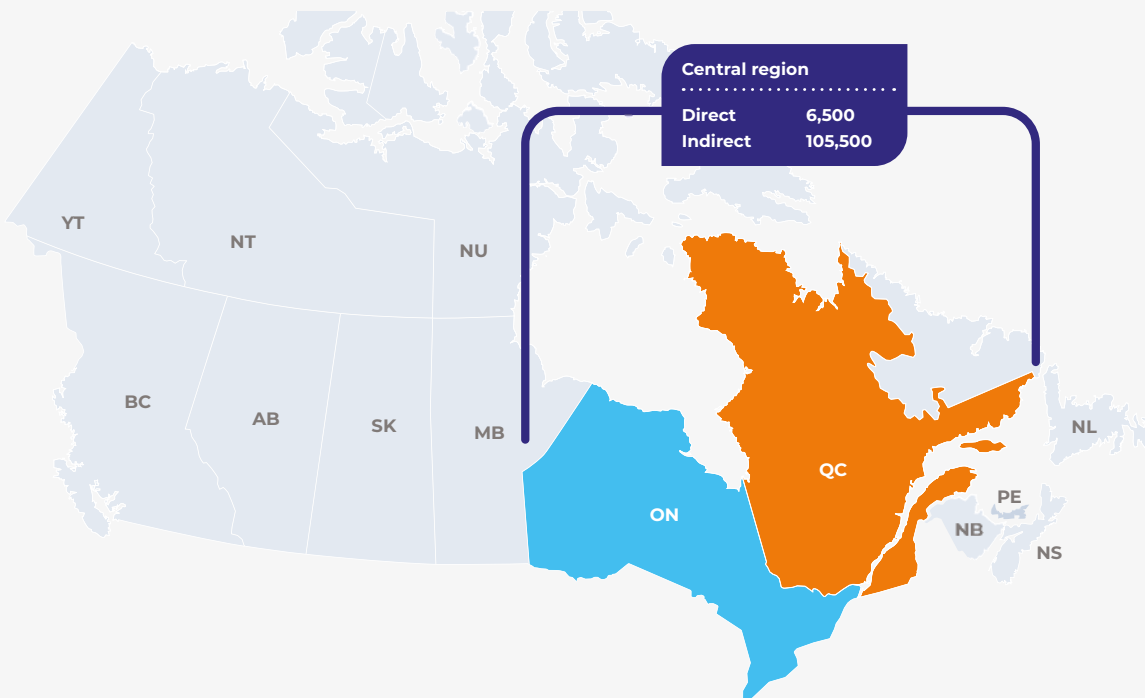 Central region
Direct 6,500
Indirect 105,500
YT
NT
NU
BC
AB
SK
MB
ON
QC
NL
PE
NB
NS